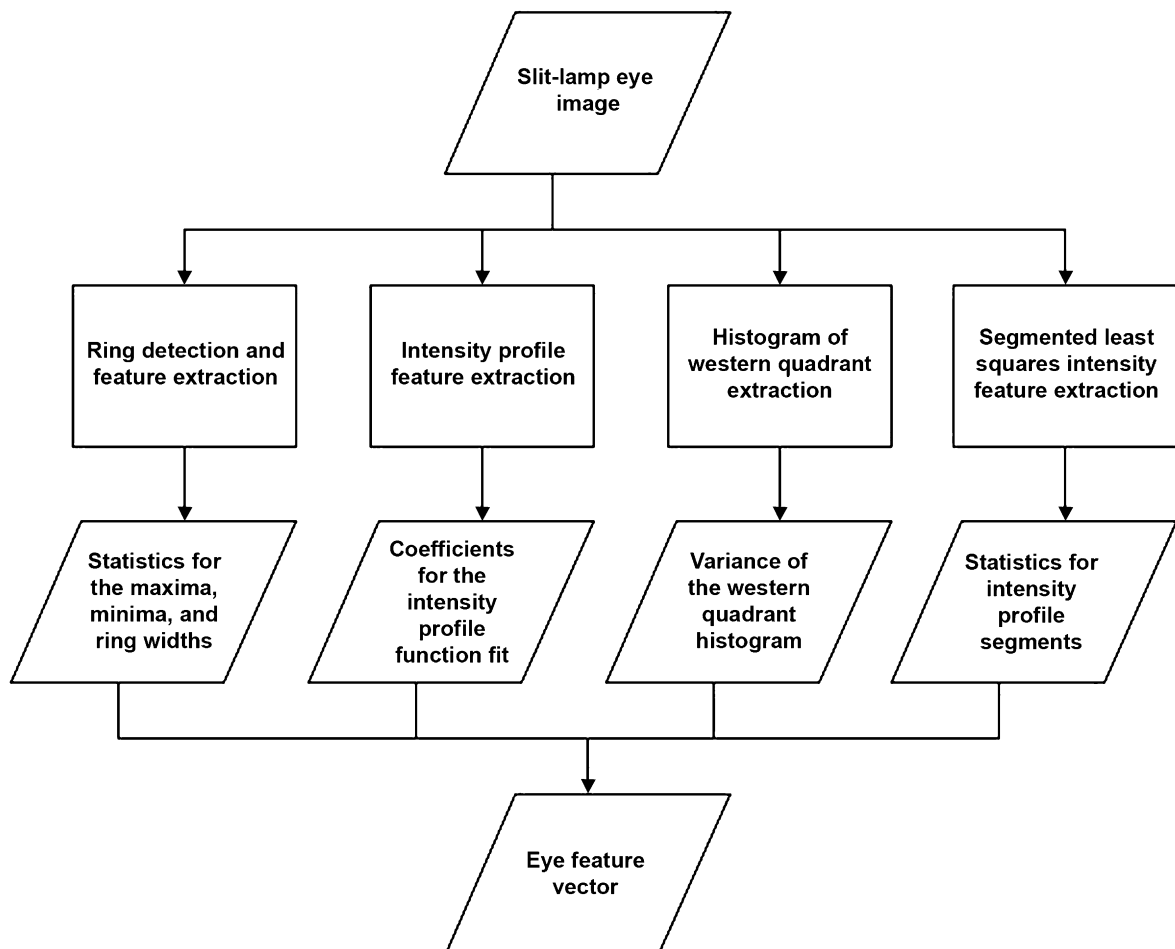 Slit-lamp eye
image
Ring detection and
feature extraction
Intensity profile
feature extraction
Histogram of
western quadrant
extraction
Segmented least
squares intensity
feature extraction
Statistics for
the maxima,
minima, and
ring widths
Coefficients
for the
intensity
profile
function fit
Variance of
the western
quadrant
histogram
Statistics for
intensity
profile
segments
Eye feature
vector